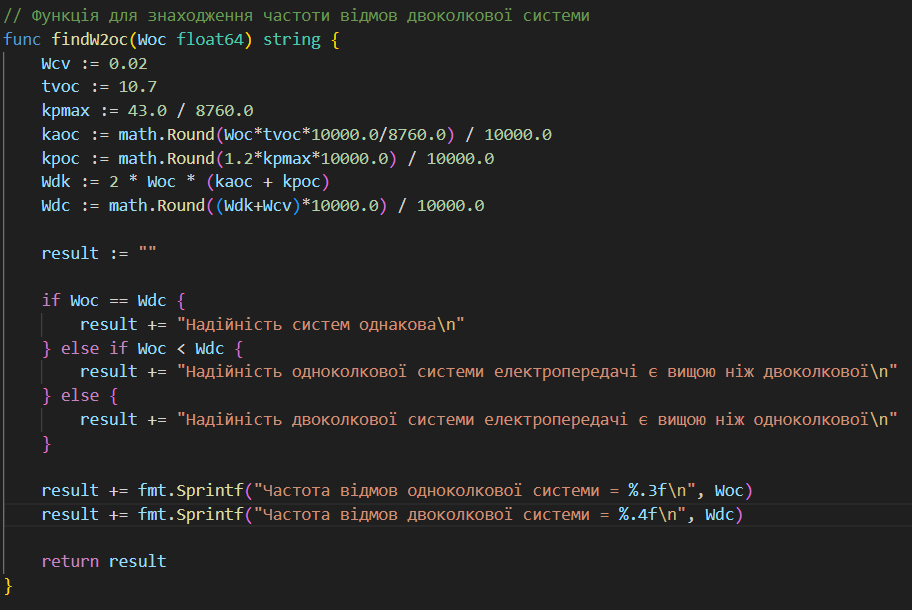 // Функція для знаходження частоти відмов двоколкової системи
func findW2oc(Woc float64) string {
    Wcv := 0.02
    tvoc := 10.7
    kpmax := 43.0 / 8760.0
    kaoc := math.Round(Woc*tvoc*10000.0/8760.0) / 10000.0
    kpoc := math.Round(1.2*kpmax*10000.0) / 10000.0
    Wdk := 2 * Woc * (kaoc + kpoc)
    Wdc := math.Round((Wdk+Wcv)*10000.0) / 10000.0

    result := ""

    if Woc == Wdc {
        result += "Надійність систем однакова\n"
    } else if Woc < Wdc {
        result += "Надійність одноколкової системи електропередачі є вищою ніж двоколкової\n"
    } else {
        result += "Надійність двоколкової системи електропередачі є вищою ніж одноколкової\n"
    }

    result += fmt.Sprintf("Частота відмов одноколкової системи = %.3f\n", Woc)
    result += fmt.Sprintf("Частота відмов двоколкової системи = %.4f\n", Wdc)

    return result
}